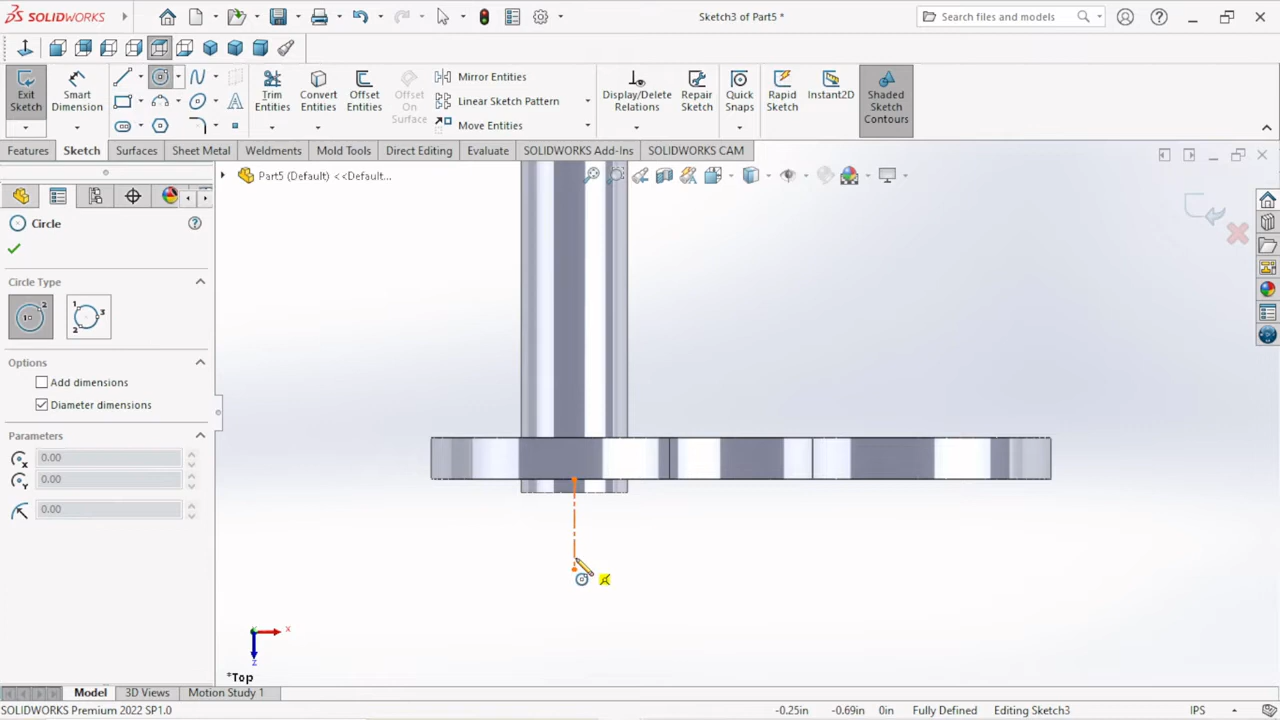 SOLIDWORKS
Sketch3 of Part5 *
Search files and models
Exit Sketch
Smart Dimension
Trim Entities
Convert Entities
Offset Entities
Offset On Surface
Mirror Entities
Linear Sketch Pattern
Move Entities
Display/Delete Relations
Repair Sketch
Quick Snaps
Rapid Sketch
Instant2D
Shaded Sketch Contours
Features
Sketch
Surfaces
Sheet Metal
Weldments
Mold Tools
Direct Editing
Evaluate
SOLIDWORKS Add-Ins
SOLIDWORKS CAM
Part5 (Default) <<Default...
Circle
Circle Type
Options
Add dimensions
Diameter dimensions
Parameters
0.00
0.00
0.00
x
z
*Top
Model
3D Views
Motion Study 1
SOLIDWORKS Premium 2022 SP1.0
-0.25in
-0.69in
0in
Fully Defined
Editing Sketch3
IPS